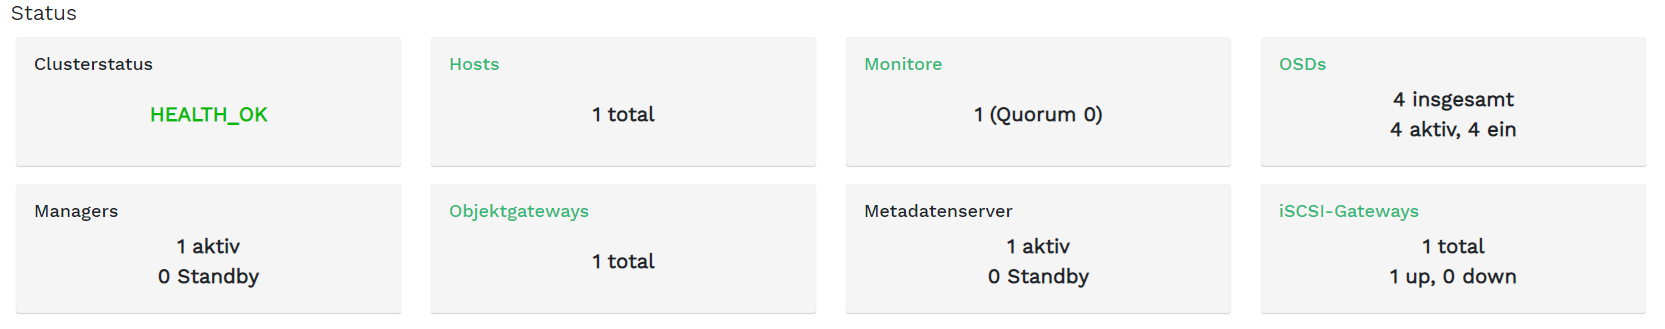 Status
Clusterstatus
HEALTH_OK
Hosts
1 total
Monitore
1 (Quorum 0)
OSDs
4 insgesamt
4 aktiv, 4 ein
Managers
1 aktiv
0 Standby
Objektgateways
1 total
Metadatenserver
1 aktiv
0 Standby
iSCSI-Gateways
1 total
1 up, 0 down